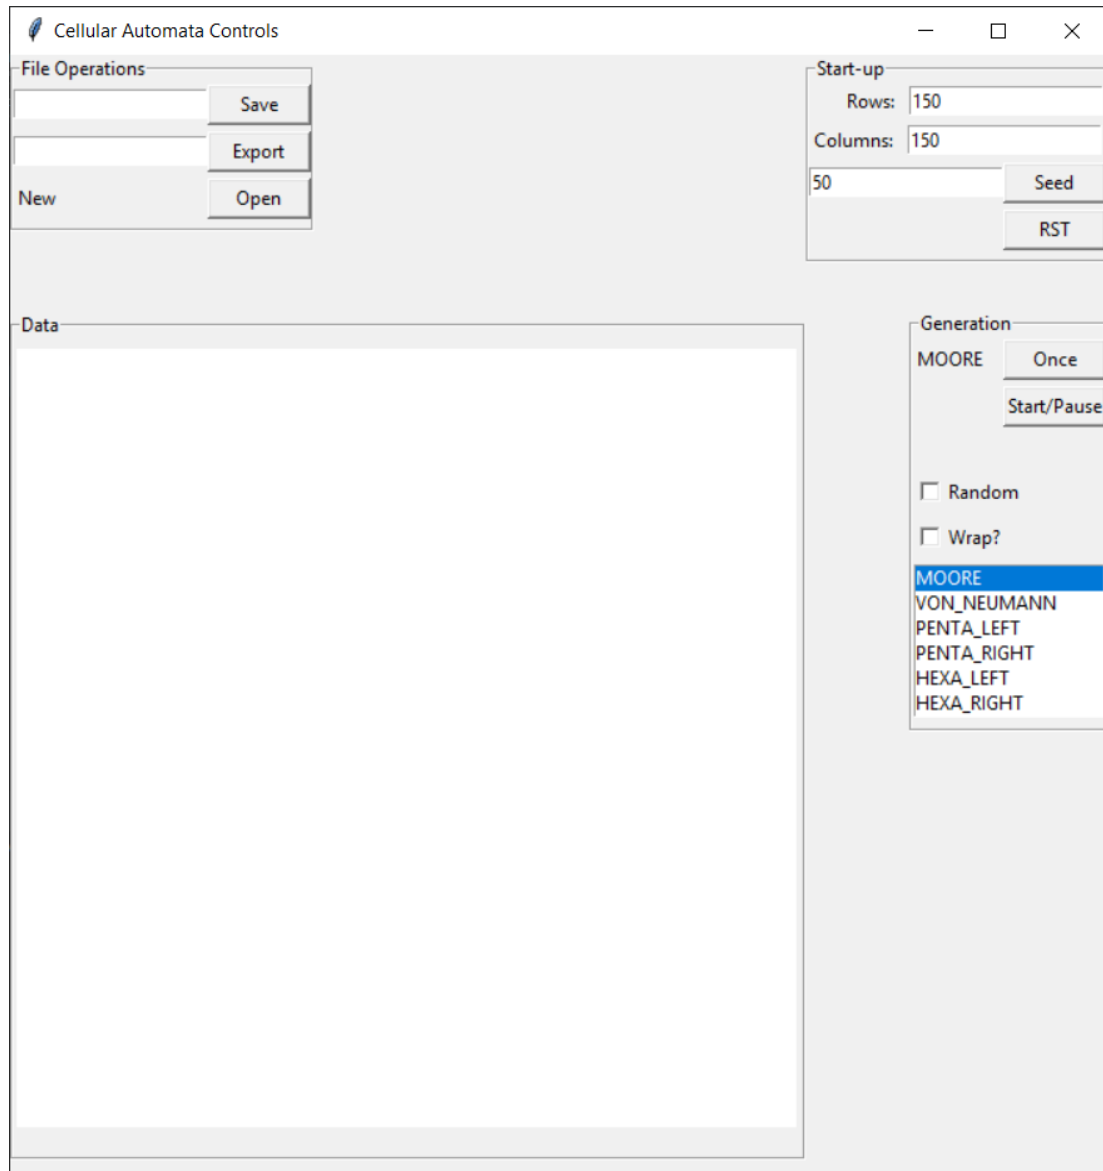 Cellular Automata Controls
File Operations
Save
Export
New Open
Start-up
Rows: 150
Columns: 150
50 Seed
RST
Data
Generation
MOORE Once
Start/Pause
Random
Wrap?
MOORE
VON_NEUMANN
PENTA_LEFT
PENTA_RIGHT
HEXA_LEFT
HEXA_RIGHT